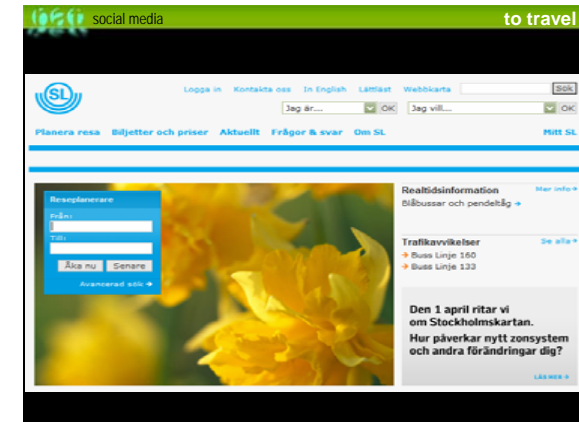 social media
to travel
SL
Logga in Kontakta oss In English Lättläst Webbkarta Sök
Jag är.... OK Jag vill.... OK
Planera resa Biljetter och priser Aktuellt Frågor & svar Om SL Mitt SL
Reseplanerare
Från:
Till:
Åka nu Senare
Avancerad sök
Realtidsinformation Mer info
Blåbussar och pendeltåg
Trafikavvikelser Se alla
Buss Linje 160
Buss Linje 133
Den 1 april ritar vi
om Stockholmskartan.
Hur påverkar nytt zonsystem
och andra förändringar dig?
LÄS MER